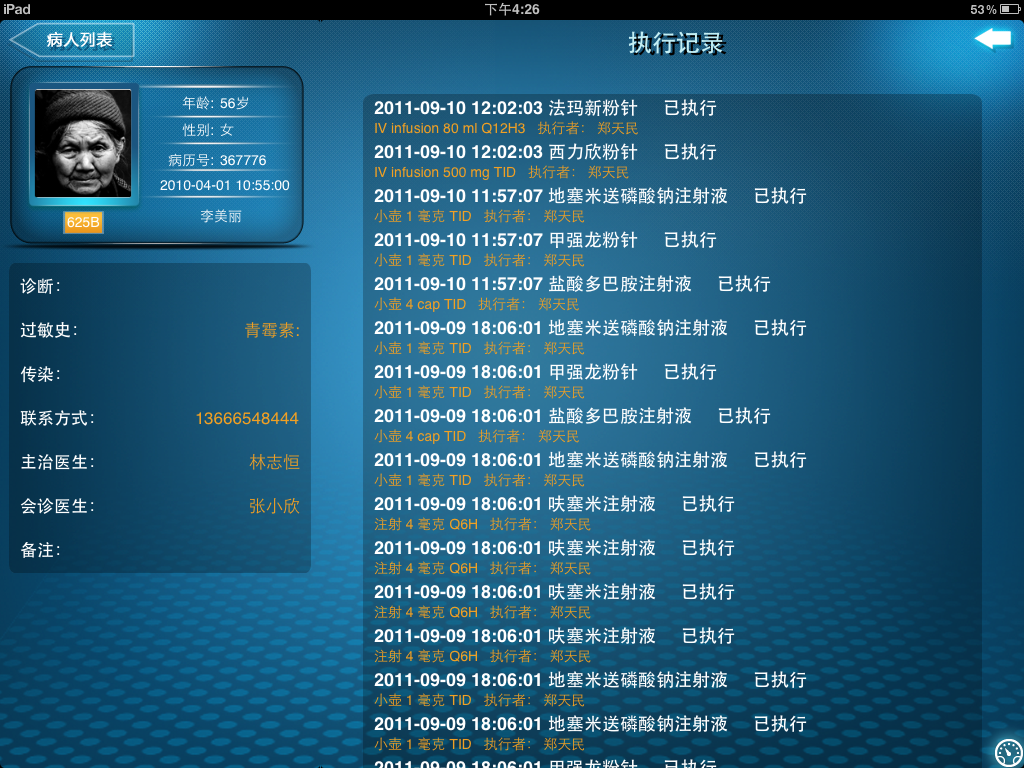 iPad 下午4:26 53%
病人列表
执行记录
年龄: 56岁
性别: 女
病历号: 367776
2010-04-01 10:55:00
625B
李美丽
诊断:
过敏史: 青霉素:
传染:
联系方式: 13666548444
主治医生: 林志恒
会诊医生: 张小欣
备注:
2011-09-10 12:02:03 法玛新粉针 已执行
IV infusion 80 ml Q12H3 执行者: 郑天民
2011-09-10 12:02:03 西力欣粉针 已执行
IV infusion 500 mg TID 执行者: 郑天民
2011-09-10 11:57:07 地塞米送磷酸钠注射液 已执行
小壶 1 毫克 TID 执行者: 郑天民
2011-09-10 11:57:07 甲强龙粉针 已执行
小壶 1 毫克 TID 执行者: 郑天民
2011-09-10 11:57:07 盐酸多巴胺注射液 已执行
小壶 4 cap TID 执行者: 郑天民
2011-09-09 18:06:01 地塞米送磷酸钠注射液 已执行
小壶 1 毫克 TID 执行者: 郑天民
2011-09-09 18:06:01 甲强龙粉针 已执行
小壶 1 毫克 TID 执行者: 郑天民
2011-09-09 18:06:01 盐酸多巴胺注射液 已执行
小壶 4 cap TID 执行者: 郑天民
2011-09-09 18:06:01 地塞米送磷酸钠注射液 已执行
小壶 1 毫克 TID 执行者: 郑天民
2011-09-09 18:06:01 呋塞米注射液 已执行
注射 4 毫克 Q6H 执行者: 郑天民
2011-09-09 18:06:01 呋塞米注射液 已执行
注射 4 毫克 Q6H 执行者: 郑天民
2011-09-09 18:06:01 呋塞米注射液 已执行
注射 4 毫克 Q6H 执行者: 郑天民
2011-09-09 18:06:01 呋塞米注射液 已执行
注射 4 毫克 Q6H 执行者: 郑天民
2011-09-09 18:06:01 地塞米送磷酸钠注射液 已执行
小壶 1 毫克 TID 执行者: 郑天民
2011-09-09 18:06:01 地塞米送磷酸钠注射液 已执行
小壶 1 毫克 TID 执行者: 郑天民
2011-09-09 18:06:01 甲强龙粉针 已执行